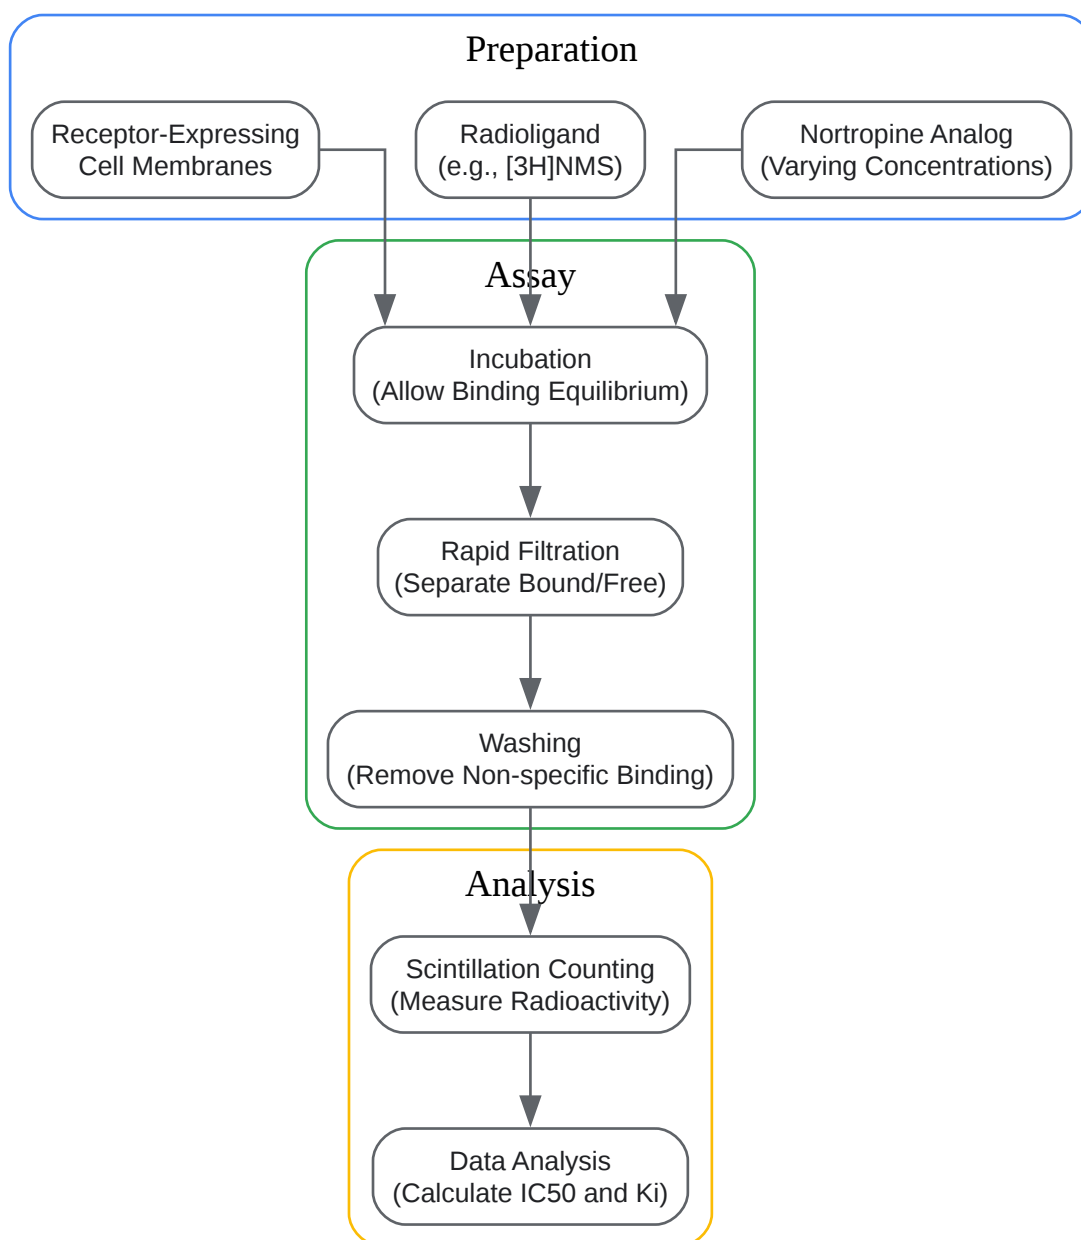 Preparation
Receptor-Expressing
Cell Membranes
Radioligand
(e.g., [3H]NMS)
Nortropine Analog
(Varying Concentrations)
Assay
Incubation
(Allow Binding Equilibrium)
Rapid Filtration
(Separate Bound/Free)
Washing
(Remove Non-specific Binding)
Analysis
Scintillation Counting
(Measure Radioactivity)
Data Analysis
(Calculate IC50 and Ki)